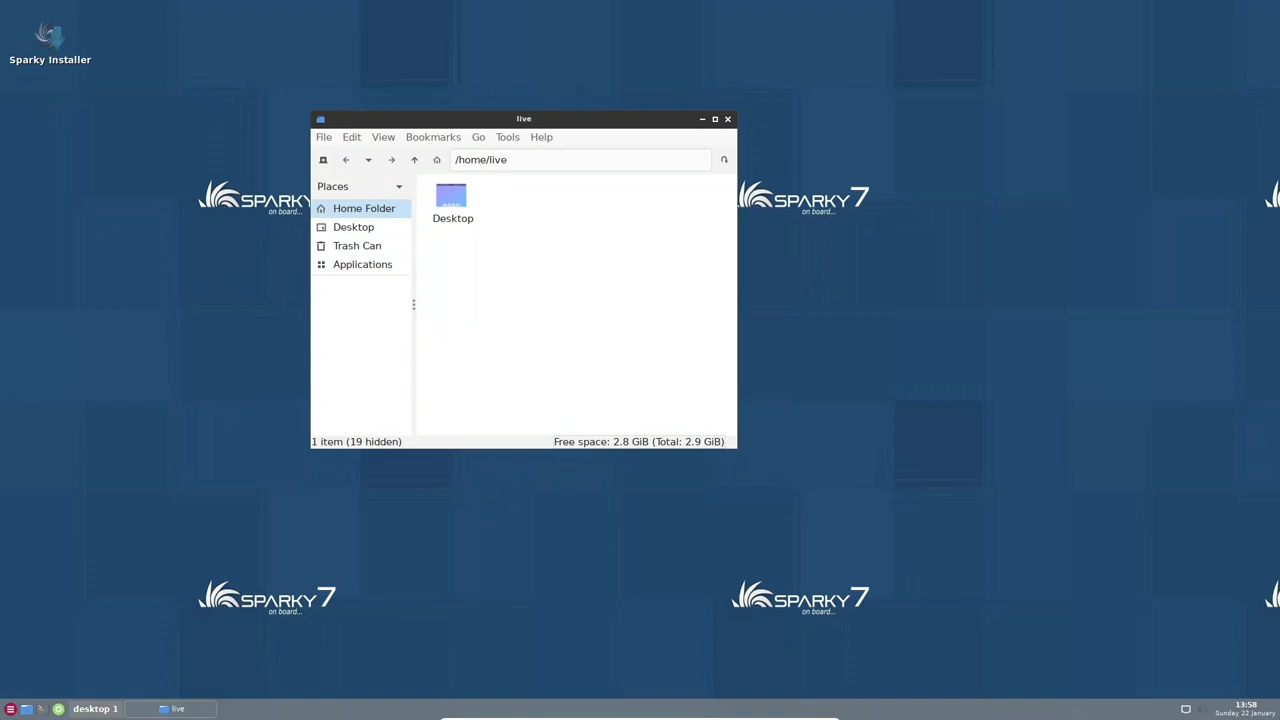 Sparky Installer
live
File Edit View Bookmarks Go Tools Help
/home/live
Places
Home Folder
Desktop
Trash Can
Applications
Desktop
1 item (19 hidden)
Free space: 2.8 GiB (Total: 2.9 GiB)
SPARKY
on board...
SPARKY7
on board...
SPARKY7
on board...
SPARKY7
on board...
desktop 1
live
13:58
Sunday 22 January